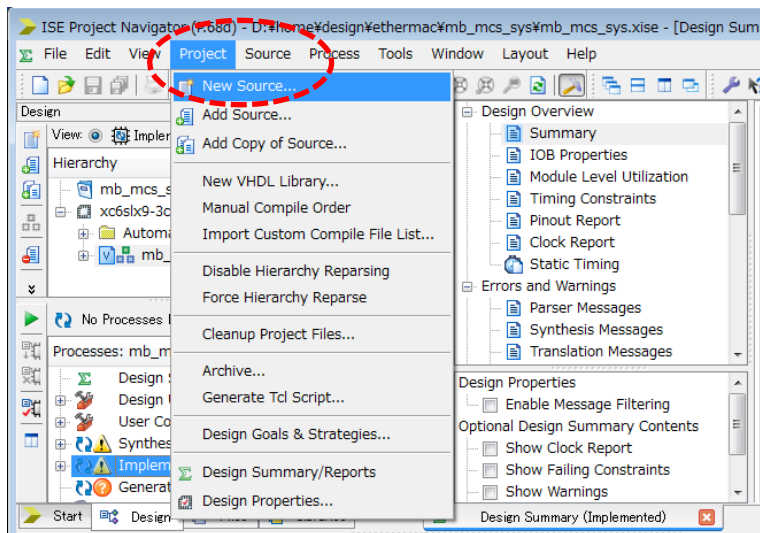 ISE Project Navigator (P.68d) - D:¥home¥design¥ethermac¥mb_mcs_sys¥mb_mcs_sys.xise - [Design Sum
File Edit View Project Source Process Tools Window Layout Help
New Source...
Add Source...
Add Copy of Source...
New VHDL Library...
Manual Compile Order
Import Custom Compile File List...
Disable Hierarchy Reparsing
Force Hierarchy Reparse
Cleanup Project Files...
Archive...
Generate Tcl Script...
Design Goals & Strategies...
Design Summary/Reports
Design Properties...
Design
View: Implem
Hierarchy
mb_mcs_s
xc6slx9-3c
Automa
mb_
No Processes
Processes: mb_m
Design
Design
User Co
Synthes
Implem
Generat
Start Design
Design Overview
Summary
IOB Properties
Module Level Utilization
Timing Constraints
Pinout Report
Clock Report
Static Timing
Errors and Warnings
Parser Messages
Synthesis Messages
Translation Messages
Design Properties
Enable Message Filtering
Optional Design Summary Contents
Show Clock Report
Show Failing Constraints
Show Warnings
Design Summary (Implemented)